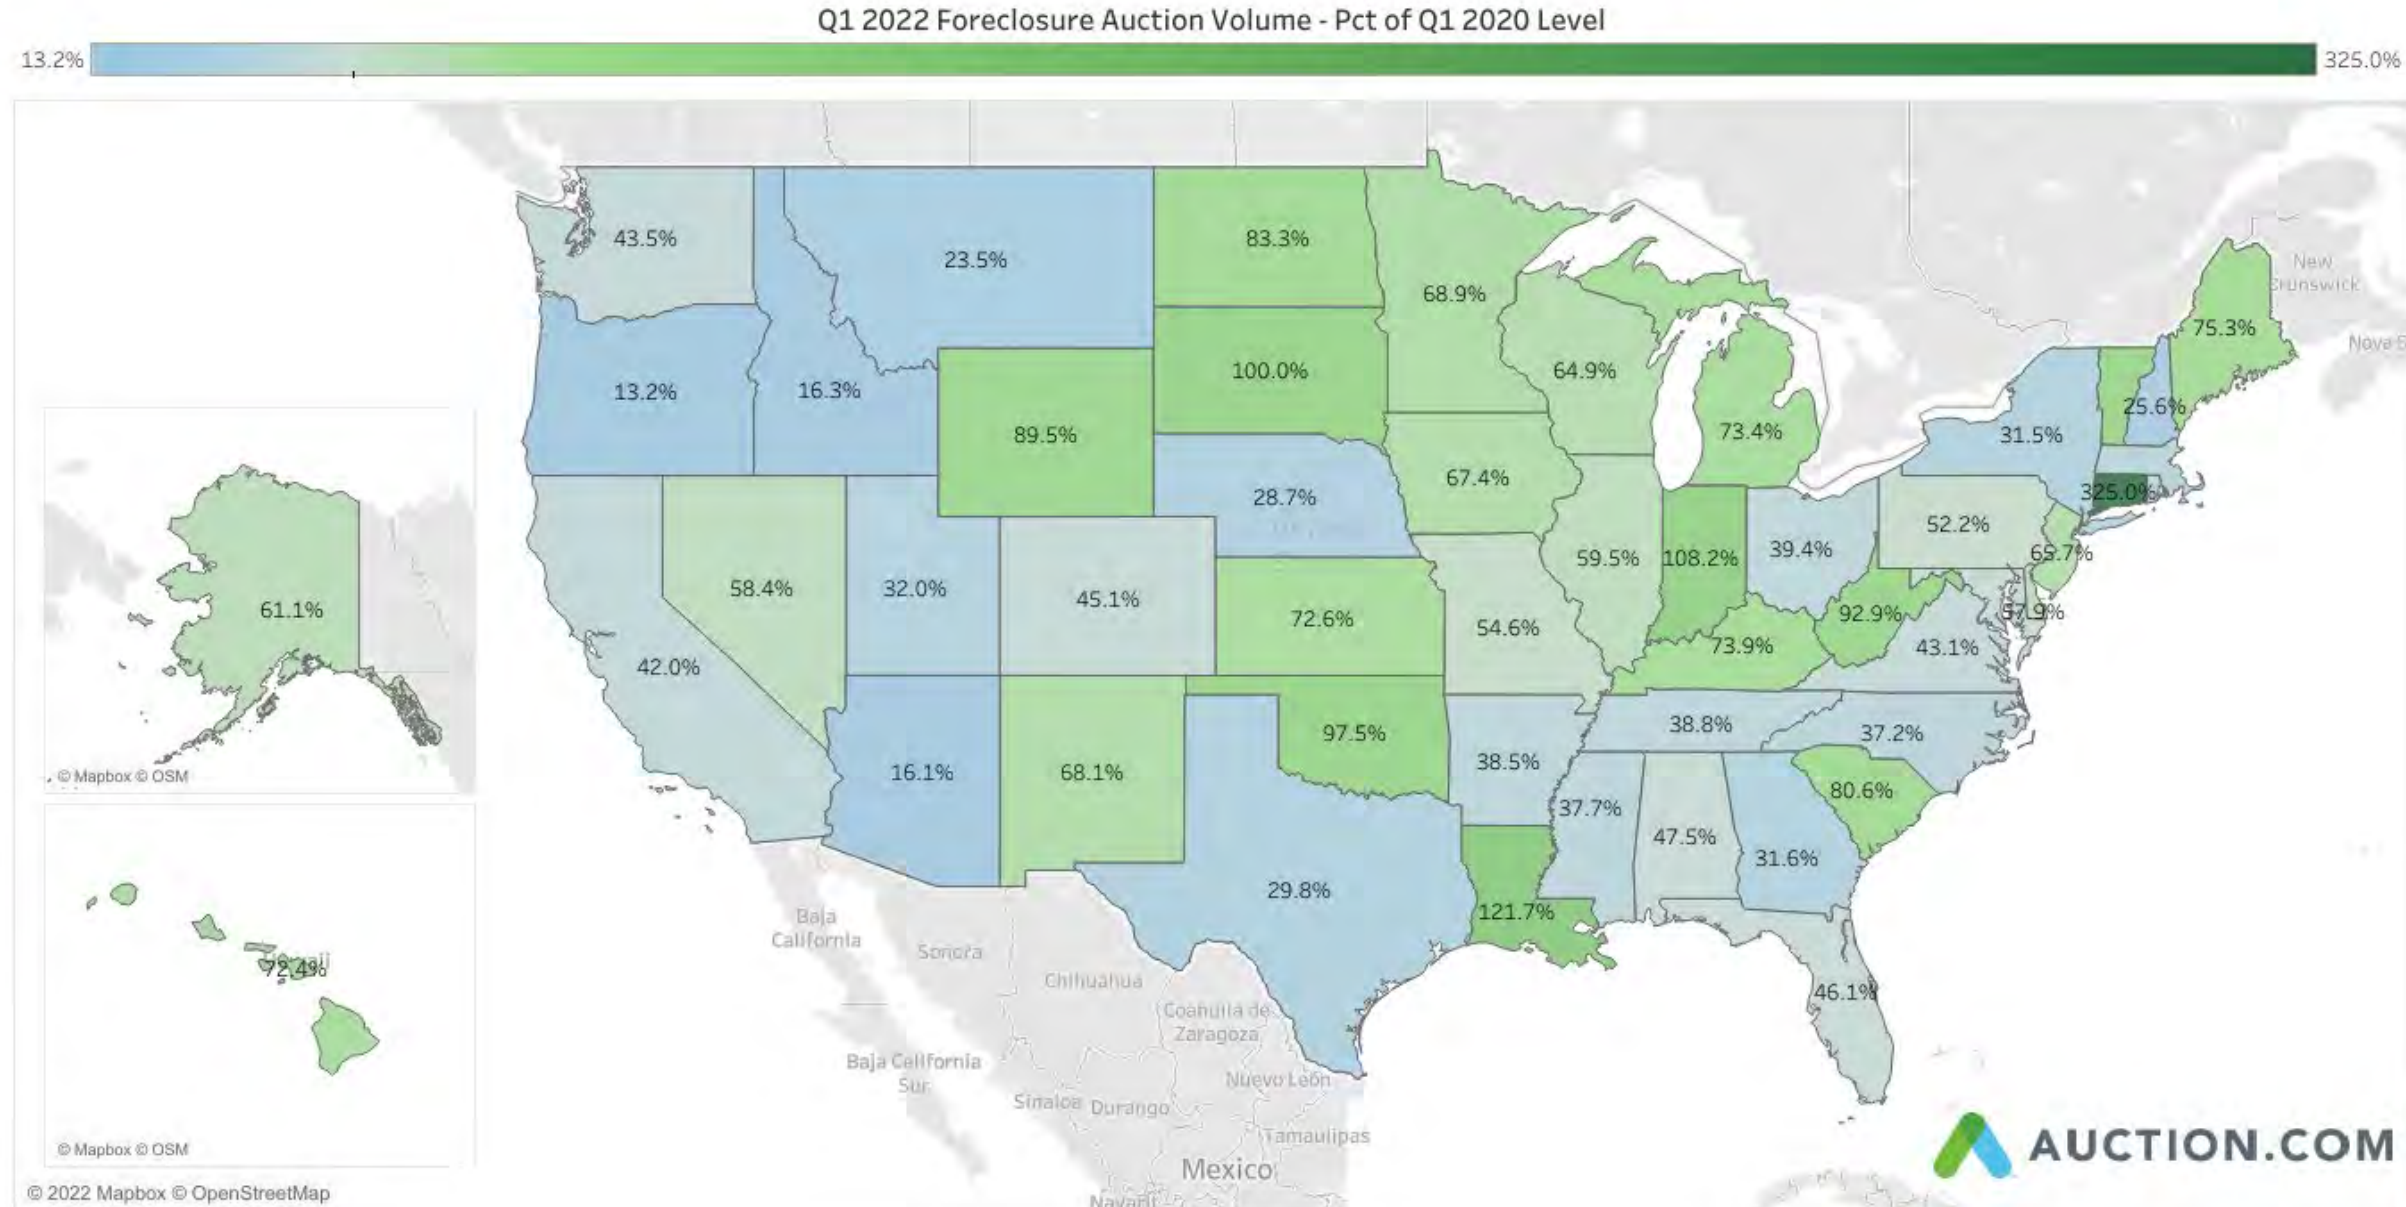 Q1 2022 Foreclosure Auction Volume - Pct of Q1 2020 Level
13.2%
325.0%
43.5%
23.5%
83.3%
68.9%
New
Brunswick
75.3%
Nova
13.2%
16.3%
89.5%
100.0%
64.9%
73.4%
31.5%
25.6%
28.7%
67.4%
325.0%
61.1%
58.4%
32.0%
45.1%
72.6%
54.6%
59.5%
108.2%
39.4%
52.2%
65.7%
92.9%
57.9%
42.0%
73.9%
43.1%
16.1%
68.1%
97.5%
38.5%
38.8%
37.2%
© Mapbox © OSM
37.7%
47.5%
31.6%
80.6%
29.8%
121.7%
46.1%
72.4%
Baja
California
Sonora
Chihuahua
Coahuila de
Zaragoza
Baja California
Sur
Nuevo León
Sinaloa
Durango
Tamaulipas
Mexico
© Mapbox © OSM
AUCTION.COM
© 2022 Mapbox © OpenStreetMap